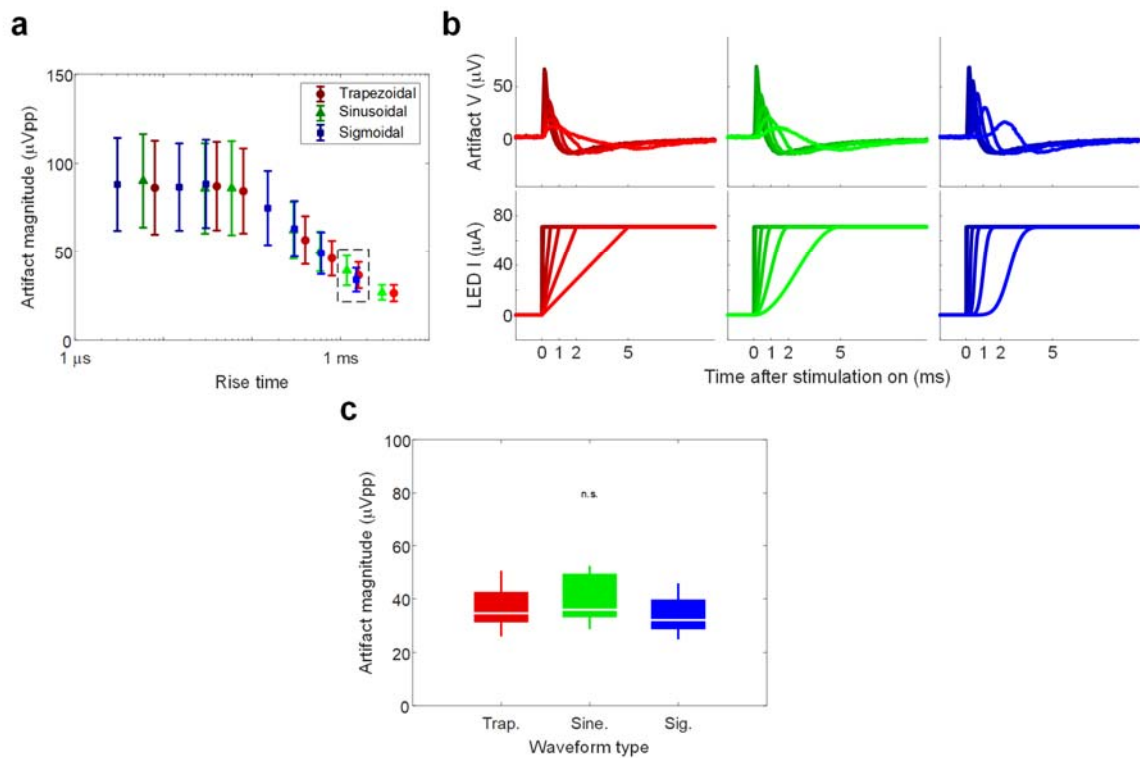 a
150
100
50
0
Artifact magnitude (μVpp)
Trapezoidal
Sinusoidal
Sigmoidal
1 μs
1 ms
Rise time
b
Artifact V (μV)
50
0
LED I (μA)
80
40
0
0 1 2 5
0 1 2 5
0 1 2 5
Time after stimulation on (ms)
c
100
80
60
40
20
0
Artifact magnitude (μVpp)
n.s.
Trap.
Sine.
Sig.
Waveform type